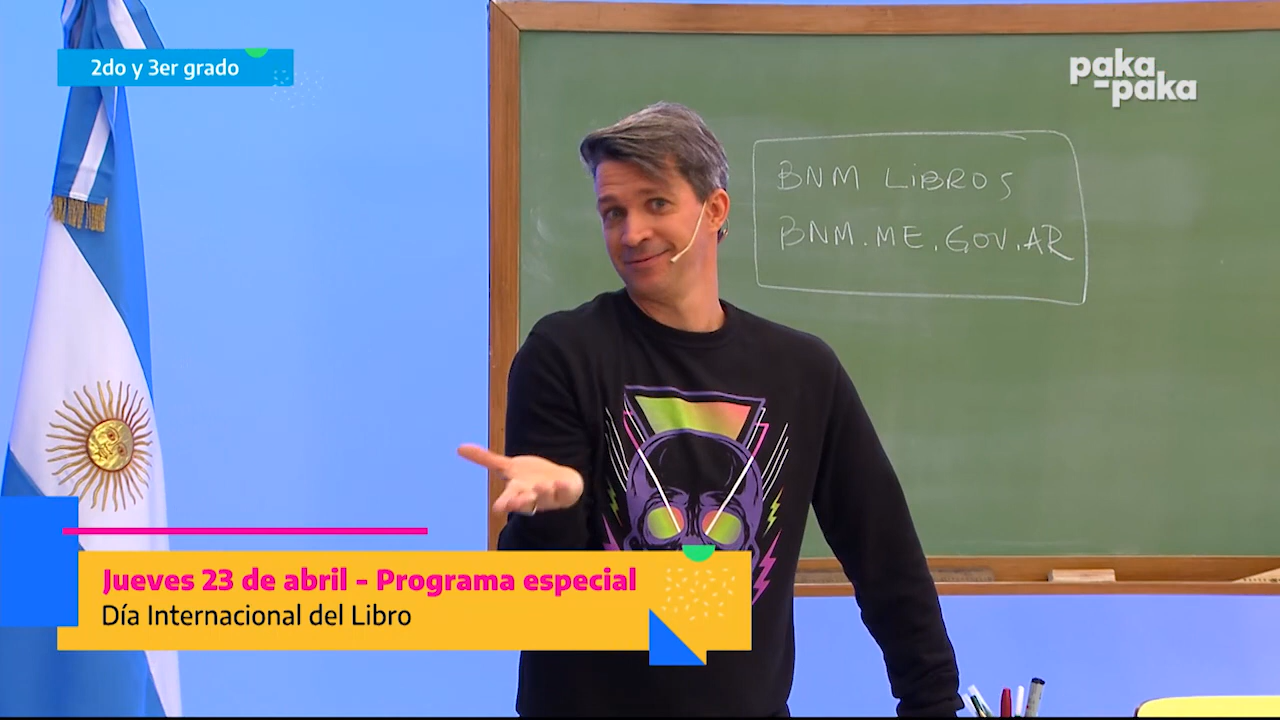 2do y 3er grado
paka
-paka
BNM LIBROS
BNM.ME.GOV.AR
Jueves 23 de abril - Programa especial
Día Internacional del Libro